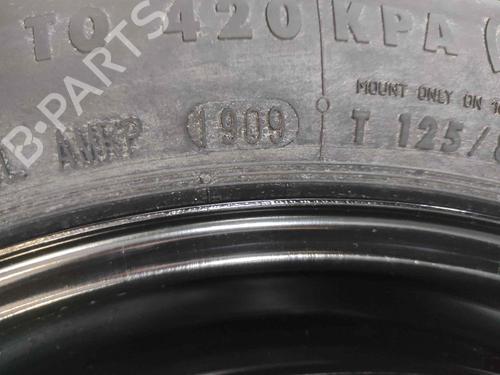 TO 420 KPA (
B-PARTS
MOUNT ONLY ON
1909
T 125/